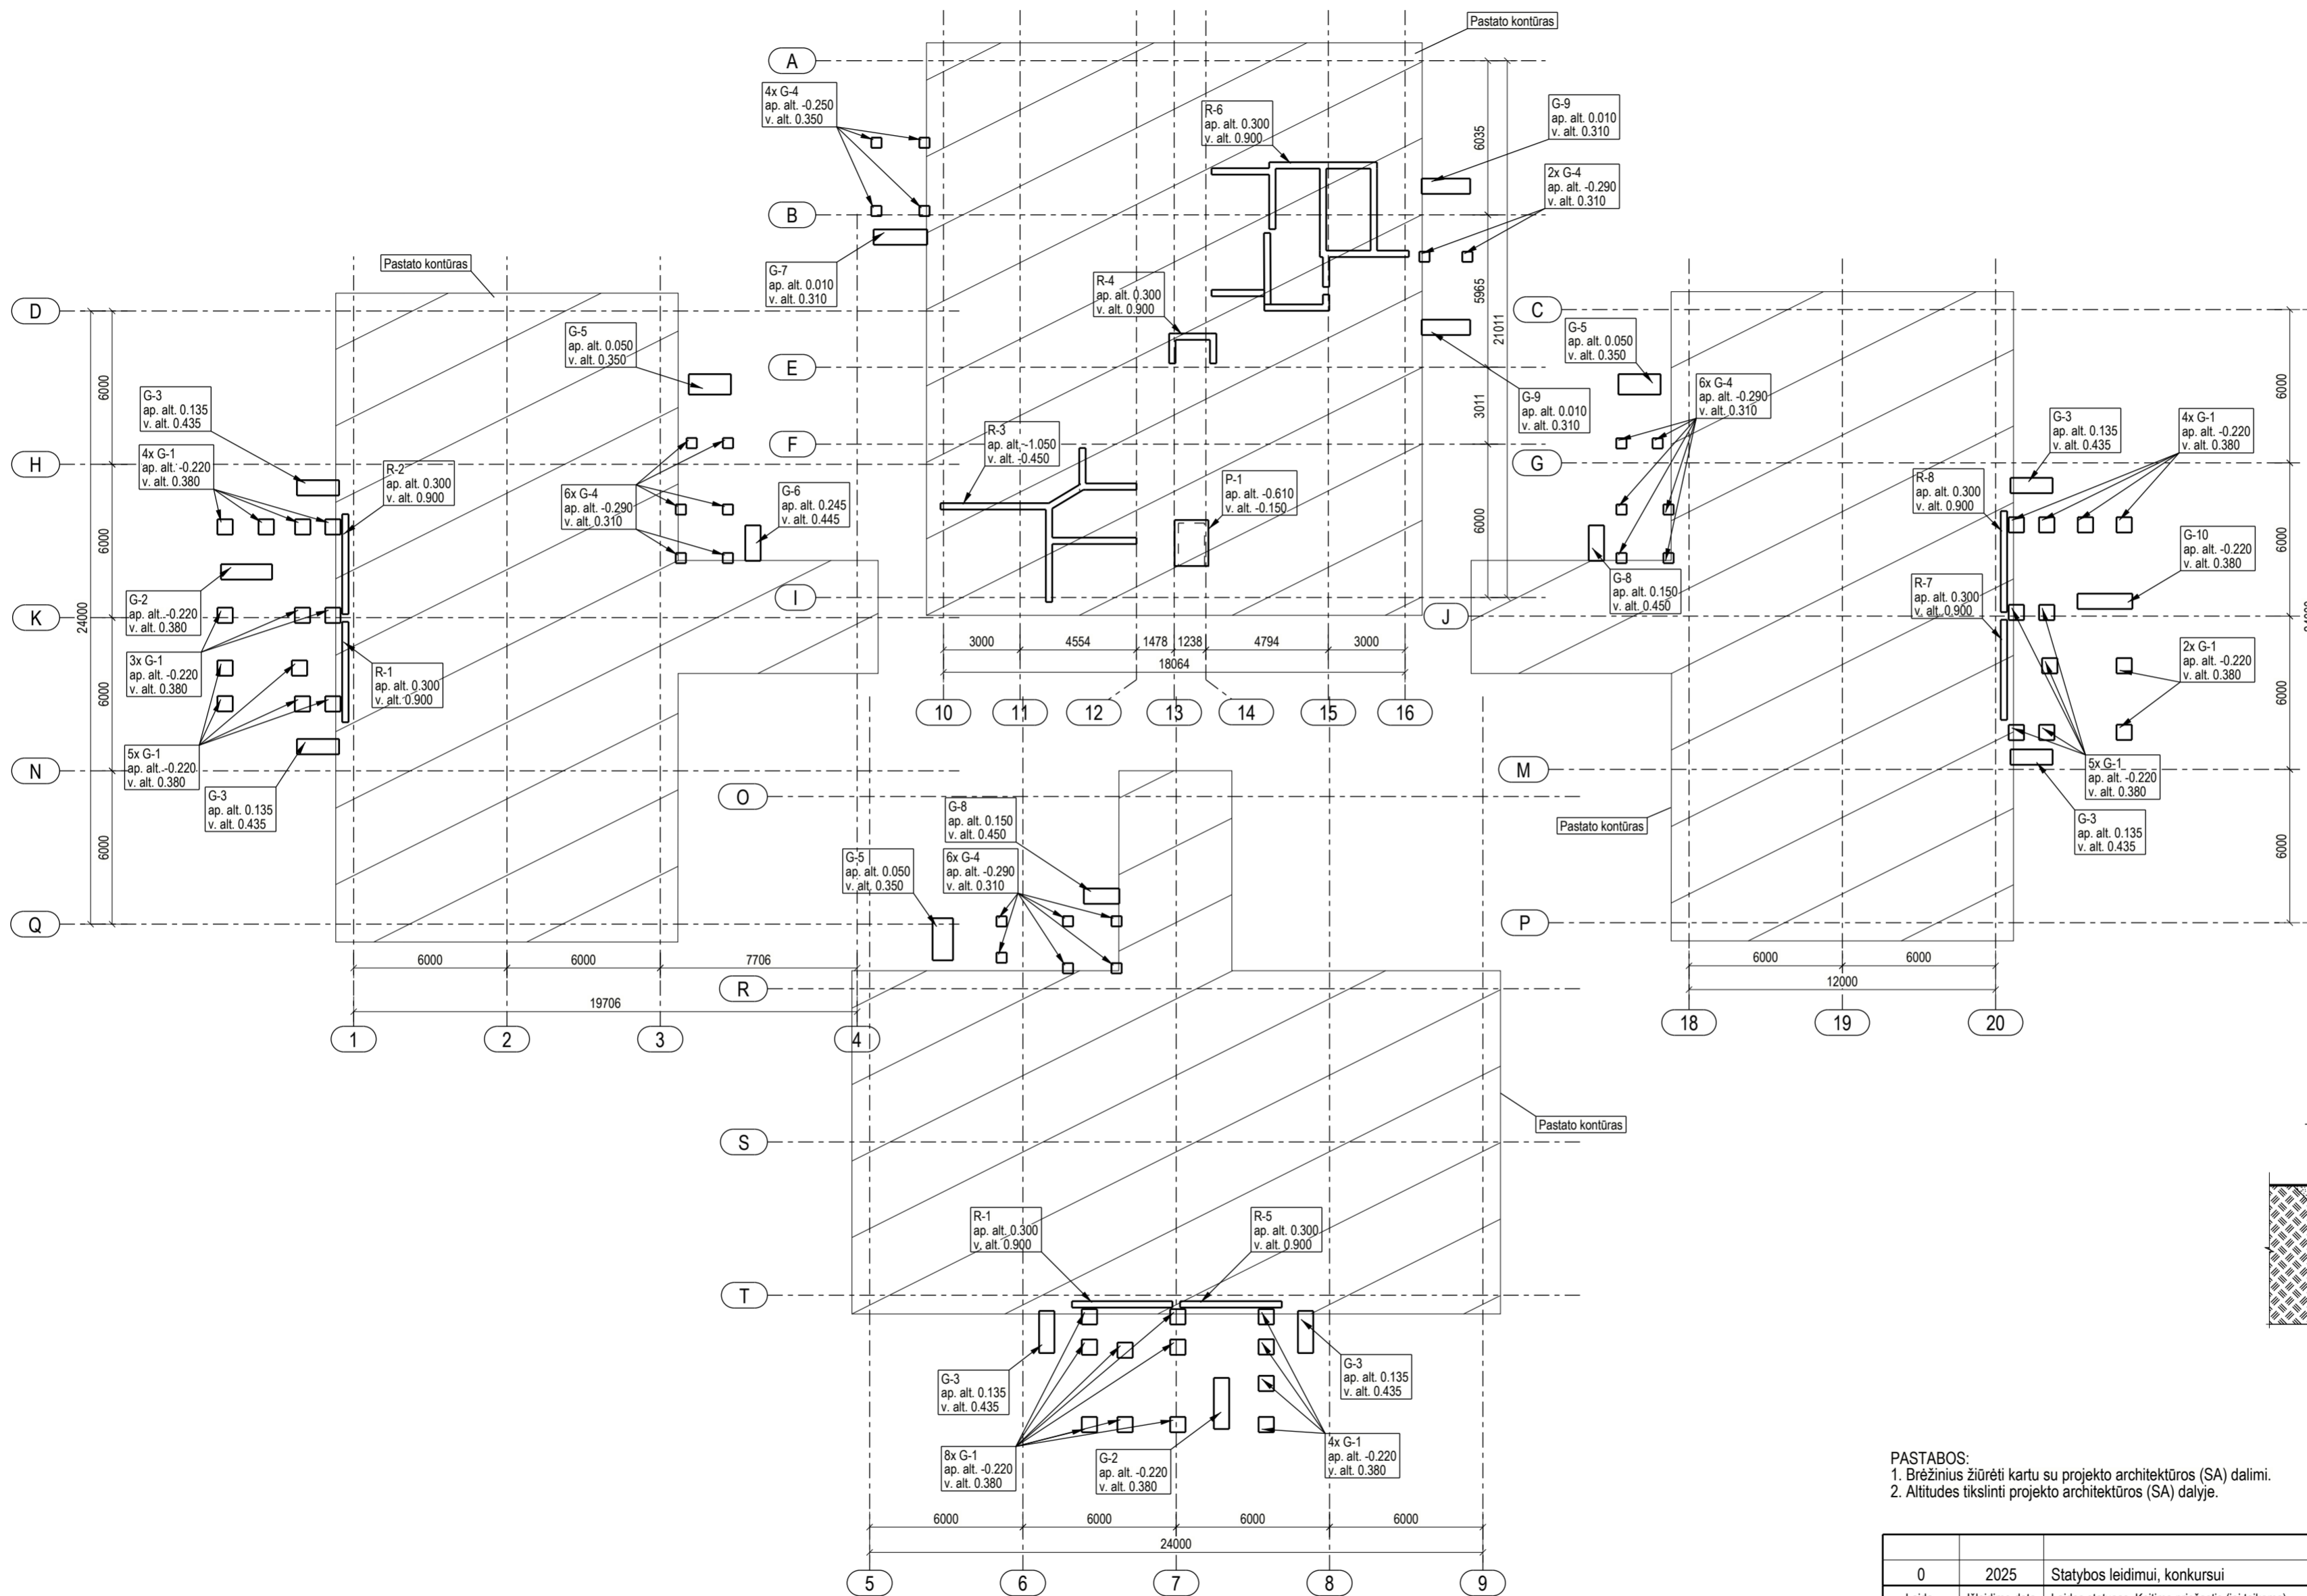 Pastato kontūras
A
4x G-4
ap. alt. -0.250
v. alt. 0.350
R-6
ap. alt. 0.300
v. alt. 0.900
G-9
ap. alt. 0.010
v. alt. 0.310
6035
2x G-4
ap. alt. -0.290
v. alt. 0.310
B
G-7
ap. alt. 0.010
v. alt. 0.310
Pastato kontūras
R-4
ap. alt. 0.300
v. alt. 0.900
5965
21011
D
C
G-5
ap. alt. 0.050
v. alt. 0.350
G-5
ap. alt. 0.050
v. alt. 0.350
E
6000
G-3
ap. alt. 0.135
v. alt. 0.435
3011
G-9
ap. alt. 0.010
v. alt. 0.310
6x G-4
ap. alt. -0.290
v. alt. 0.310
6000
G-3
ap. alt. 0.135
v. alt. 0.435
4x G-1
ap. alt. -0.220
v. alt. 0.380
F
R-3
ap. alt. -1.050
v. alt. -0.450
H
4x G-1
ap. alt. -0.220
v. alt. 0.380
R-2
ap. alt. 0.300
v. alt. 0.900
G
R-8
ap. alt. 0.300
v. alt. 0.900
6x G-4
ap. alt. -0.290
v. alt. 0.310
G-6
ap. alt. 0.245
v. alt. 0.445
P-1
ap. alt. -0.610
v. alt. -0.150
6000
6000
6000
G-10
ap. alt. -0.220
v. alt. 0.380
G-2
ap. alt. -0.220
v. alt. 0.380
I
G-8
ap. alt. 0.150
v. alt. 0.450
R-7
ap. alt. 0.300
v. alt. 0.900
K
24000
J
3000
4554
1478
1238
4794
3000
18064
3x G-1
ap. alt. -0.220
v. alt. 0.380
R-1
ap. alt. 0.300
v. alt. 0.900
2x G-1
ap. alt. -0.220
v. alt. 0.380
6000
6000
10
11
12
13
14
15
16
5x G-1
ap. alt. -0.220
v. alt. 0.380
N
M
5x G-1
ap. alt. -0.220
v. alt. 0.380
G-3
ap. alt. 0.135
v. alt. 0.435
O
G-8
ap. alt. 0.150
v. alt. 0.450
Pastato kontūras
G-3
ap. alt. 0.135
v. alt. 0.435
6000
6000
G-5
ap. alt. 0.050
v. alt. 0.350
6x G-4
ap. alt. -0.290
v. alt. 0.310
Q
P
6000
6000
7706
6000
6000
19706
12000
R
1
2
3
4
18
19
20
S
Pastato kontūras
R-1
ap. alt. 0.300
v. alt. 0.900
R-5
ap. alt. 0.300
v. alt. 0.900
T
G-3
ap. alt. 0.135
v. alt. 0.435
G-3
ap. alt. 0.135
v. alt. 0.435
8x G-1
ap. alt. -0.220
v. alt. 0.380
G-2
ap. alt. -0.220
v. alt. 0.380
4x G-1
ap. alt. -0.220
v. alt. 0.380
PASTABOS:
1. Brėžinius žiūrėti kartu su projekto architektūros (SA) dalimi.
2. Altitudes tikslinti projekto architektūros (SA) dalyje.
6000
6000
6000
6000
24000
5
6
7
8
9
0 2025 Statybos leidimui, konkursui